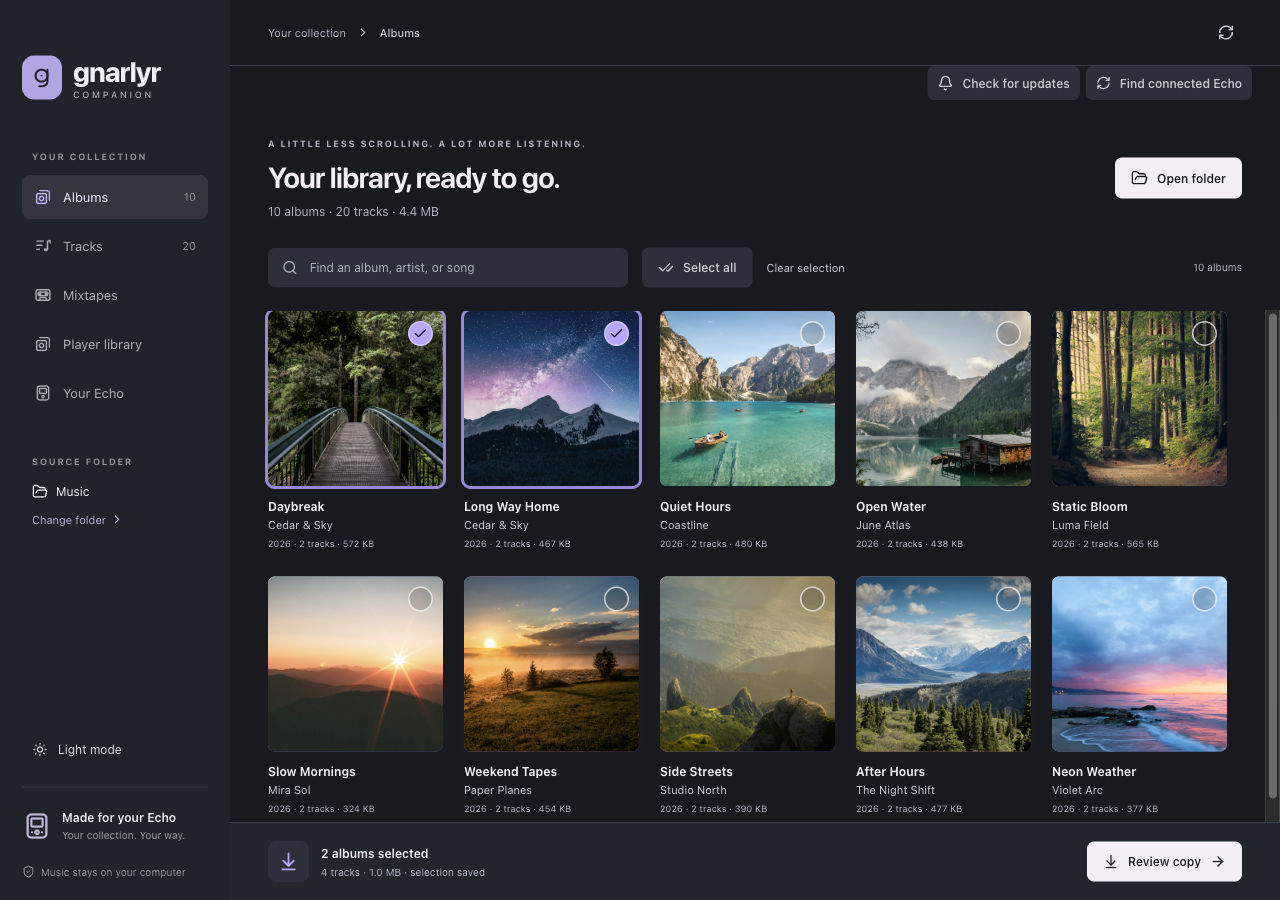 Your collection > Albums
g gnarlyr
COMPANION
Check for updates
Find connected Echo
YOUR COLLECTION
Albums 10
Tracks 20
Mixtapes
Player library
Your Echo
SOURCE FOLDER
Music
Change folder >
Light mode
Made for your Echo
Your collection. Your way.
Music stays on your computer
A LITTLE LESS SCROLLING. A LOT MORE LISTENING.
Your library, ready to go.
10 albums · 20 tracks · 4.4 MB
Open folder
Find an album, artist, or song
Select all
Clear selection
10 albums
Daybreak
Cedar & Sky
2026 · 2 tracks · 572 KB
Long Way Home
Cedar & Sky
2026 · 2 tracks · 467 KB
Quiet Hours
Coastline
2026 · 2 tracks · 480 KB
Open Water
June Atlas
2026 · 2 tracks · 438 KB
Static Bloom
Luma Field
2026 · 2 tracks · 565 KB
Slow Mornings
Mira Sol
2026 · 2 tracks · 324 KB
Weekend Tapes
Paper Planes
2026 · 2 tracks · 454 KB
Side Streets
Studio North
2026 · 2 tracks · 390 KB
After Hours
The Night Shift
2026 · 2 tracks · 477 KB
Neon Weather
Violet Arc
2026 · 2 tracks · 377 KB
2 albums selected
4 tracks · 1.0 MB · selection saved
Review copy